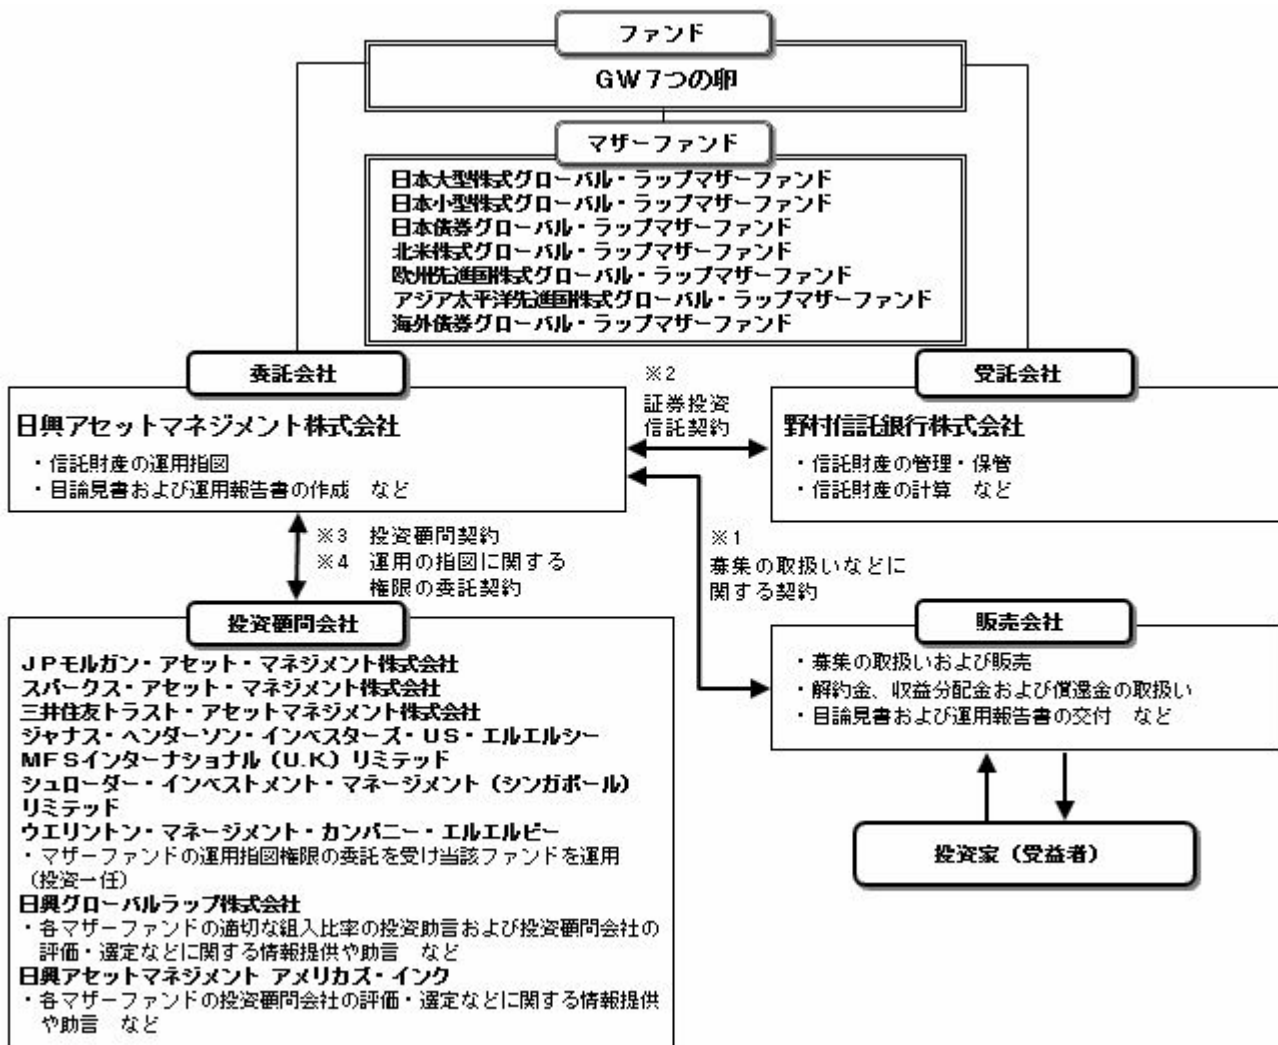 ファンド
GW7つの卵
マザーファンド
日本大型株式グローバル・ラップマザーファンド
日本小型株式グローバル・ラップマザーファンド
日本債券グローバル・ラップマザーファンド
北米株式グローバル・ラップマザーファンド
欧州先進国株式グローバル・ラップマザーファンド
アジア太平洋先進国株式グローバル・ラップマザーファンド
海外債券グローバル・ラップマザーファンド
委託会社
日興アセットマネジメント株式会社
・信託財産の運用指図
・目論見書および運用報告書の作成　など
※2
証券投資
信託契約
受託会社
野村信託銀行株式会社
・信託財産の管理・保管
・信託財産の計算　など
※3　投資顧問契約
※4　運用の指図に関する
権限の委託契約
※1
募集の取扱いなどに
関する契約
投資顧問会社
JPモルガン・アセット・マネジメント株式会社
スパークス・アセット・マネジメント株式会社
三井住友トラスト・アセットマネジメント株式会社
ジャナス・ヘンダーソン・インベスターズ・US・エルエルシー
MFSインターナショナル（U.K）リミテッド
シュローダー・インベストメント・マネージメント（シンガポール）
リミテッド
ウエリントン・マネージメント・カンパニー・エルエルピー
・マザーファンドの運用指図権限の委託を受け当該ファンドを運用
（投資一任）
日興グローバルラップ株式会社
・各マザーファンドの適切な組入比率の投資助言および投資顧問会社の
評価・選定などに関する情報提供や助言　など
日興アセットマネジメント アメリカズ・インク
・各マザーファンドの投資顧問会社の評価・選定などに関する情報提供
や助言　など
販売会社
・募集の取扱いおよび販売
・解約金、収益分配金および償還金の取扱い
・目論見書および運用報告書の交付　など
投資家（受益者）